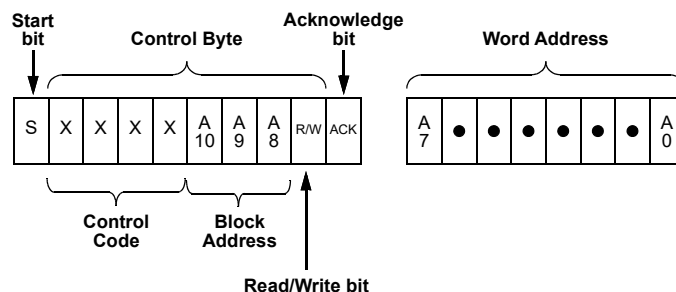 Start
bit
Control Byte
Acknowledge
bit
Word Address
S X X X X A
10 A
9 A
8 R/W ACK A
7 • • • • • • A
0
Control
Code
Block
Address
Read/Write bit